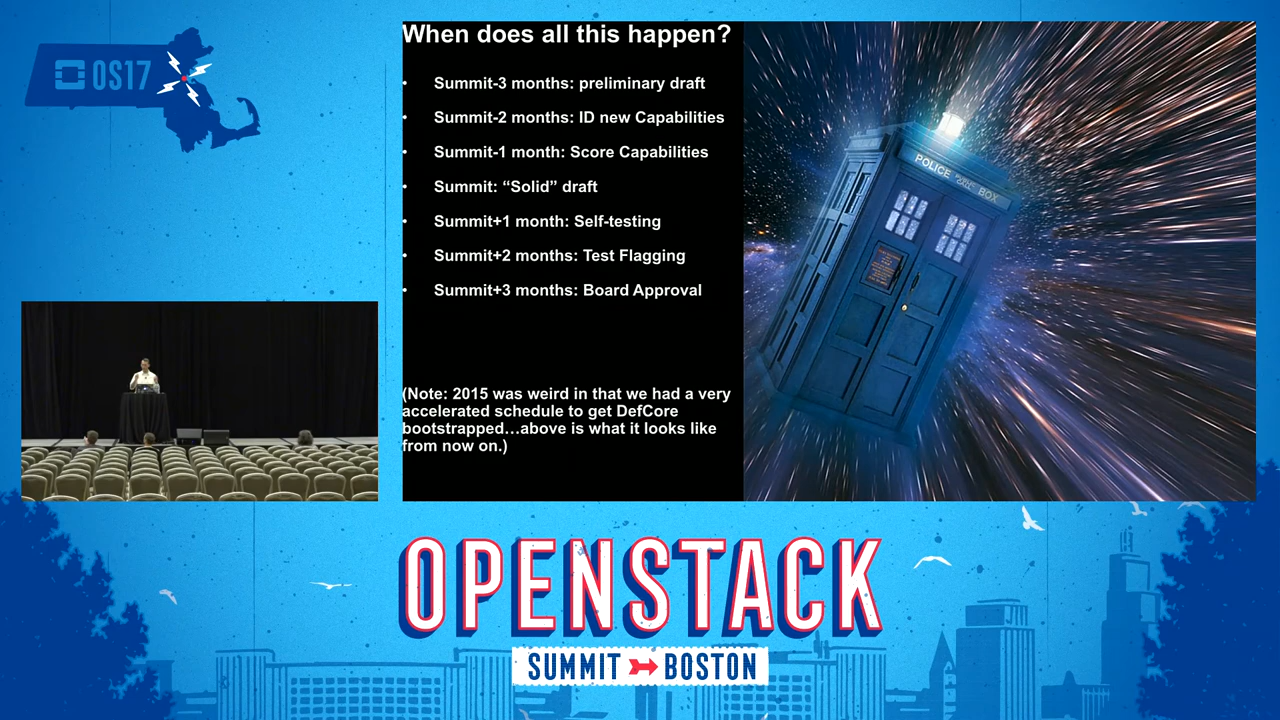 OS17
When does all this happen?
• Summit-3 months: preliminary draft
• Summit-2 months: ID new Capabilities
• Summit-1 month: Score Capabilities
• Summit: “Solid” draft
• Summit+1 month: Self-testing
• Summit+2 months: Test Flagging
• Summit+3 months: Board Approval
(Note: 2015 was weird in that we had a very
accelerated schedule to get DefCore
bootstrapped…above is what it looks like
from now on.)
POLICE PUBLIC CALL BOX
OPENSTACK
SUMMIT BOSTON